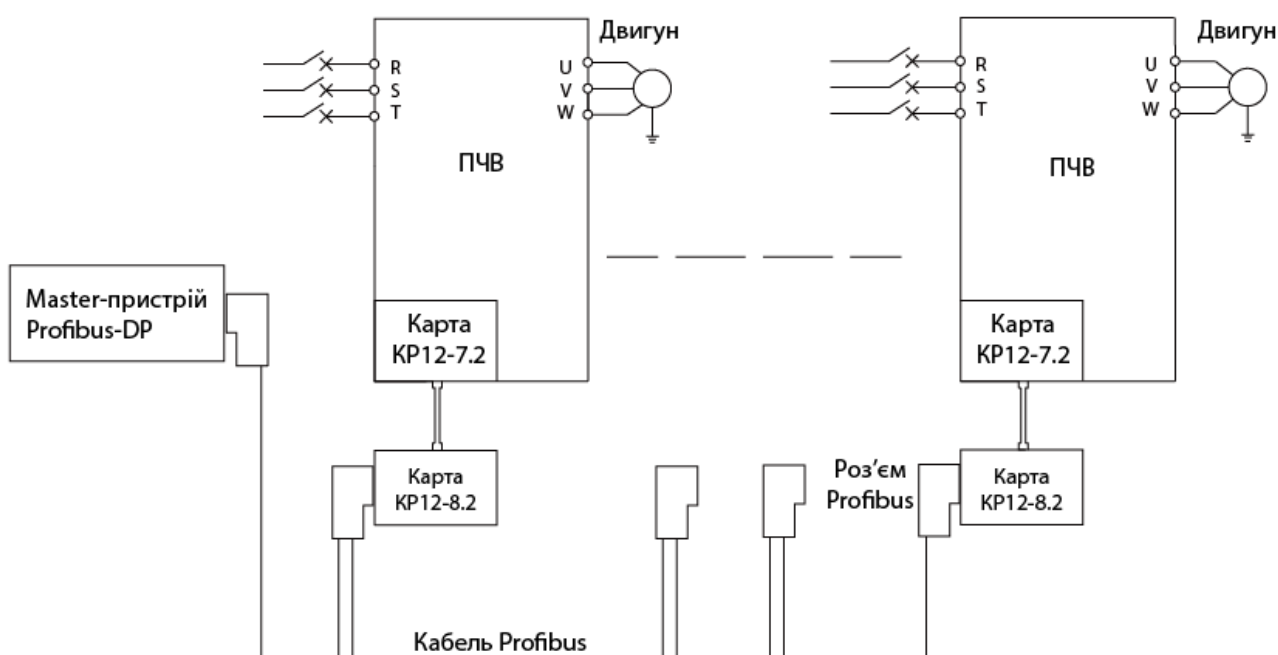 Двигун
R
S
T
U
V
W
ПЧВ
Двигун
R
S
T
U
V
W
ПЧВ
Master-пристрій
Profibus-DP
Карта
КР12-7.2
Карта
КР12-7.2
Карта
КР12-8.2
Роз’єм
Profibus
Карта
КР12-8.2
Кабель Profibus